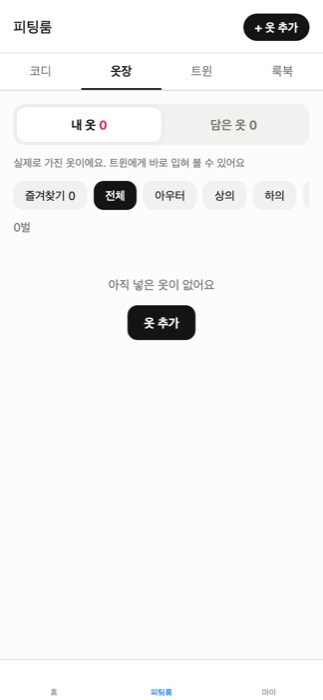 피팅룸
+ 옷 추가
코디 옷장 트윈 룩북
내 옷 0 담은 옷 0
실제로 가진 옷이에요. 트윈에게 바로 입혀 볼 수 있어요
즐겨찾기 0 전체 아우터 상의 하의
0벌
아직 넣은 옷이 없어요
옷 추가
홈 피팅룸 마이